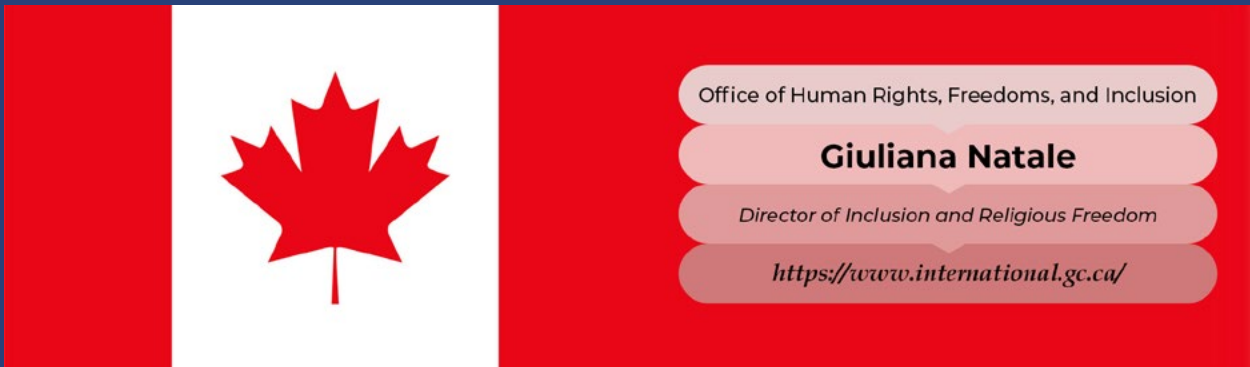 Office of Human Rights, Freedoms, and Inclusion
Giuliana Natale
Director of Inclusion and Religious Freedom
https://www.international.gc.ca/